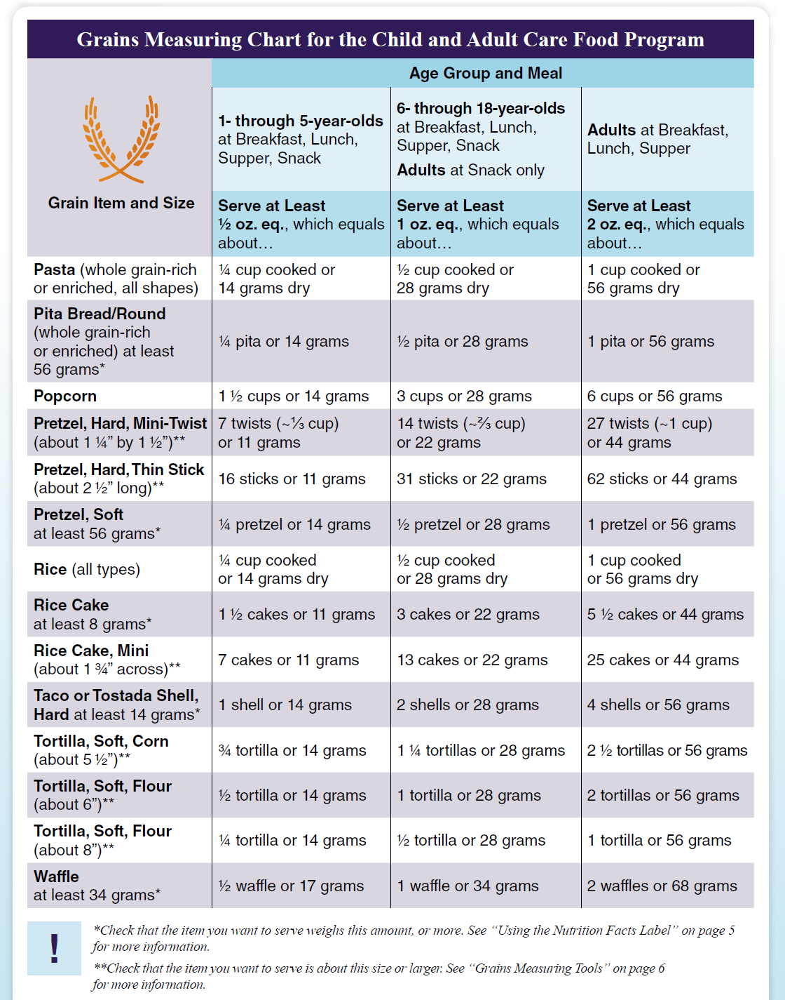 Grains Measuring Chart for the Child and Adult Care Food Program
Grain Item and Size
Age Group and Meal
1- through 5-year-olds
at Breakfast, Lunch,
Supper, Snack
6- through 18-year-olds
at Breakfast, Lunch,
Supper, Snack
Adults at Snack only
Adults at Breakfast,
Lunch, Supper
Serve at Least
½ oz. eq., which equals
about…
Serve at Least
1 oz. eq., which equals
about…
Serve at Least
2 oz. eq., which equals
about…
Pasta (whole grain-rich
or enriched, all shapes)
¼ cup cooked or
14 grams dry
½ cup cooked or
28 grams dry
1 cup cooked or
56 grams dry
Pita Bread/Round
(whole grain-rich
or enriched) at least
56 grams*
¼ pita or 14 grams
½ pita or 28 grams
1 pita or 56 grams
Popcorn
1 ½ cups or 14 grams
3 cups or 28 grams
6 cups or 56 grams
Pretzel, Hard, Mini-Twist
(about 1 ¼” by 1 ½”)**
7 twists (~⅓ cup)
or 11 grams
14 twists (~⅔ cup)
or 22 grams
27 twists (~1 cup)
or 44 grams
Pretzel, Hard, Thin Stick
(about 2 ½” long)**
16 sticks or 11 grams
31 sticks or 22 grams
62 sticks or 44 grams
Pretzel, Soft
at least 56 grams*
¼ pretzel or 14 grams
½ pretzel or 28 grams
1 pretzel or 56 grams
Rice (all types)
¼ cup cooked
or 14 grams dry
½ cup cooked
or 28 grams dry
1 cup cooked
or 56 grams dry
Rice Cake
at least 8 grams*
1 ½ cakes or 11 grams
3 cakes or 22 grams
5 ½ cakes or 44 grams
Rice Cake, Mini
(about 1 ¾” across)**
7 cakes or 11 grams
13 cakes or 22 grams
25 cakes or 44 grams
Taco or Tostada Shell,
Hard at least 14 grams*
1 shell or 14 grams
2 shells or 28 grams
4 shells or 56 grams
Tortilla, Soft, Corn
(about 5 ½”)**
¾ tortilla or 14 grams
1 ¼ tortillas or 28 grams
2 ½ tortillas or 56 grams
Tortilla, Soft, Flour
(about 6”)**
½ tortilla or 14 grams
1 tortilla or 28 grams
2 tortillas or 56 grams
Tortilla, Soft, Flour
(about 8”)**
¼ tortilla or 14 grams
½ tortilla or 28 grams
1 tortilla or 56 grams
Waffle
at least 34 grams*
½ waffle or 17 grams
1 waffle or 34 grams
2 waffles or 68 grams
!
*Check that the item you want to serve weighs this amount, or more. See “Using the Nutrition Facts Label” on page 5
for more information.
**Check that the item you want to serve is about this size or larger. See “Grains Measuring Tools” on page 6
for more information.